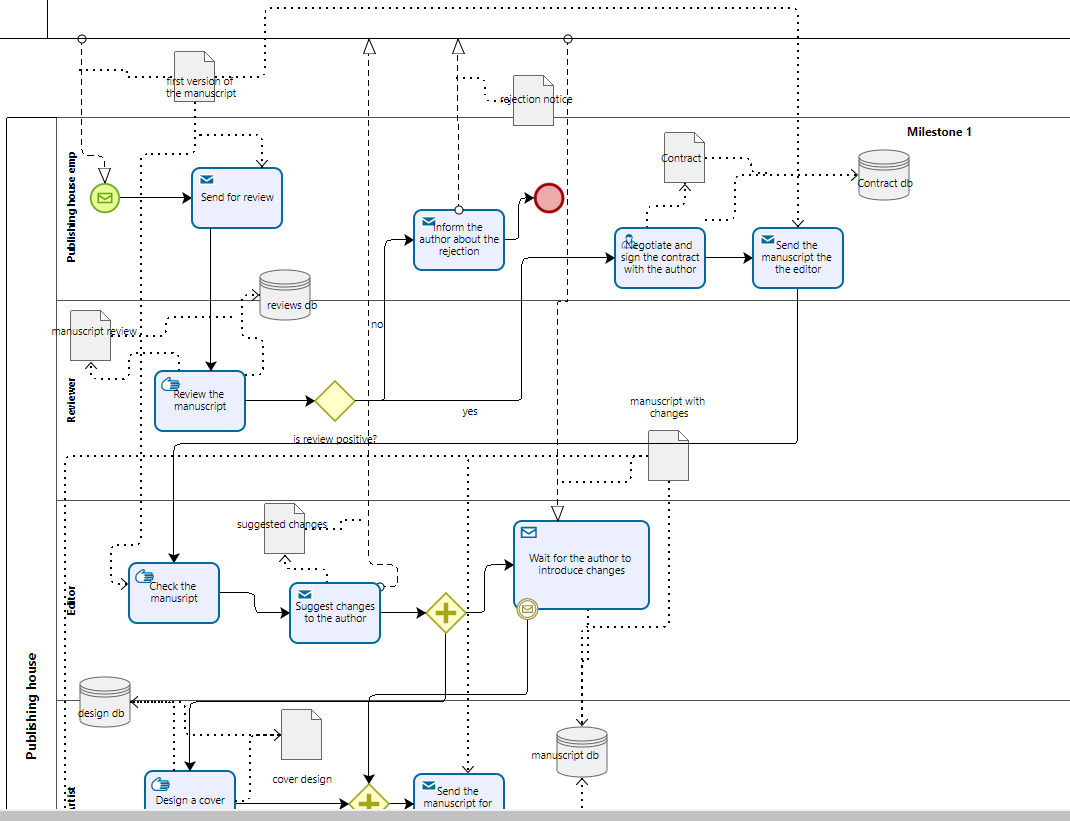 first version of
the manuscript
rejection notice
Milestone 1
Publishing house emp
Send for review
Contract
Contract db
Inform the
author about the
rejection
Negotiate and
sign the contract
with the author
Send the
manuscript the
the editor
reviews db
manuscript review
no
Reviewer
Review the
manuscript
yes
is review positive?
manuscript with
changes
suggested changes
Wait for the author to
introduce changes
Editor
Check the
manusript
Suggest changes
to the author
Publishing house
design db
cover design
manuscript db
Design a cover
Send the
manuscript for